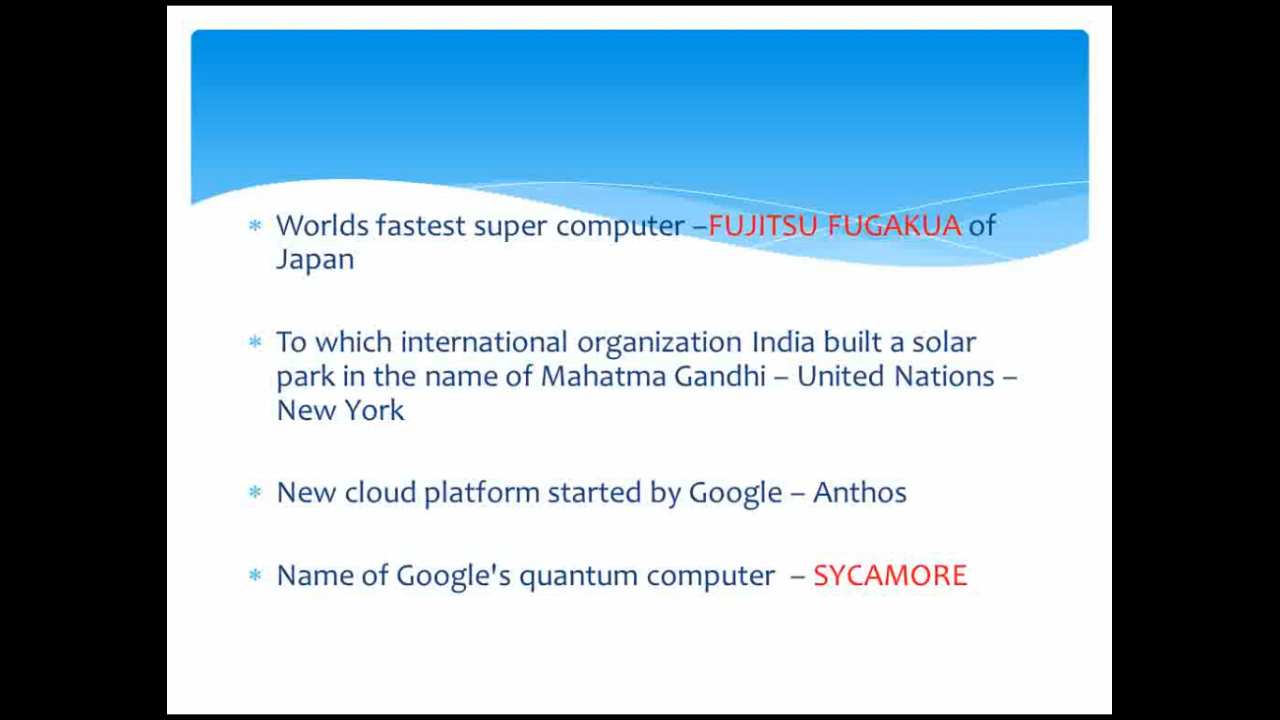 * Worlds fastest super computer –FUJITSU FUGAKUA of
Japan
* To which international organization India built a solar
park in the name of Mahatma Gandhi – United Nations –
New York
* New cloud platform started by Google – Anthos
* Name of Google's quantum computer – SYCAMORE